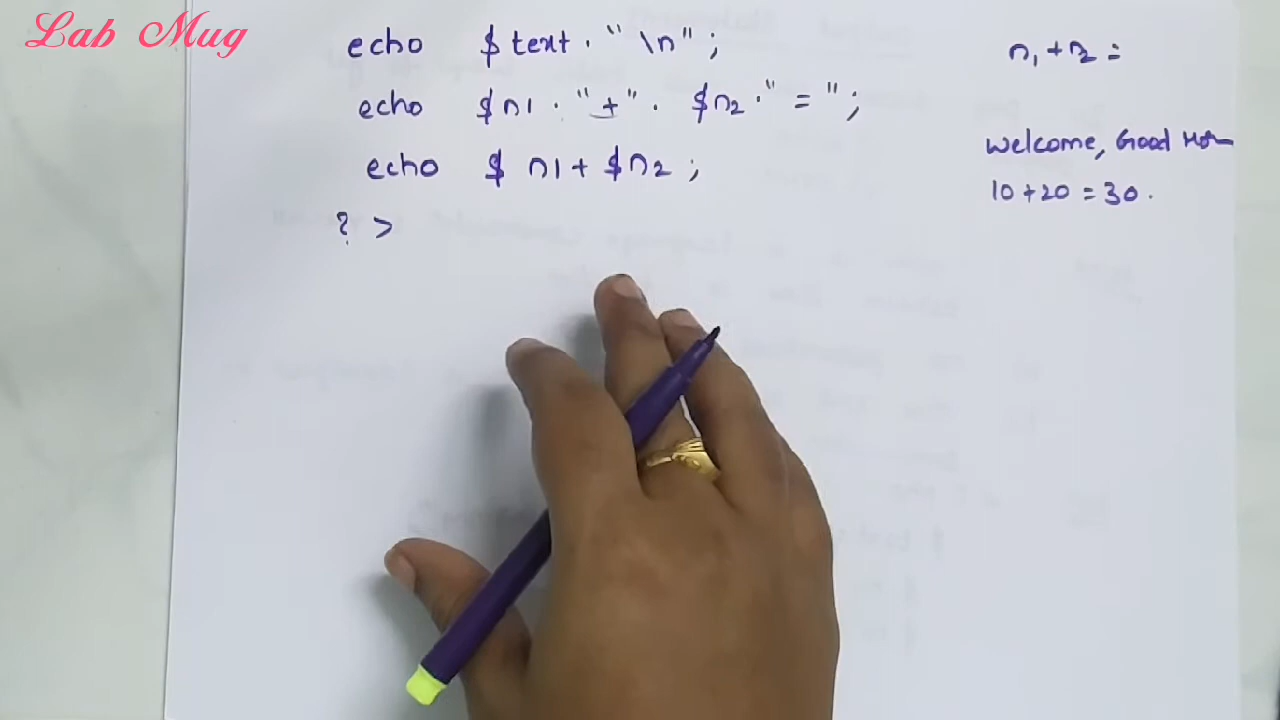 Lab Mug
echo $text."\n";
echo $n1."+".$n2."=";
echo $n1+$n2;
?>
n1+n2=
Welcome, Good
10+20=30.